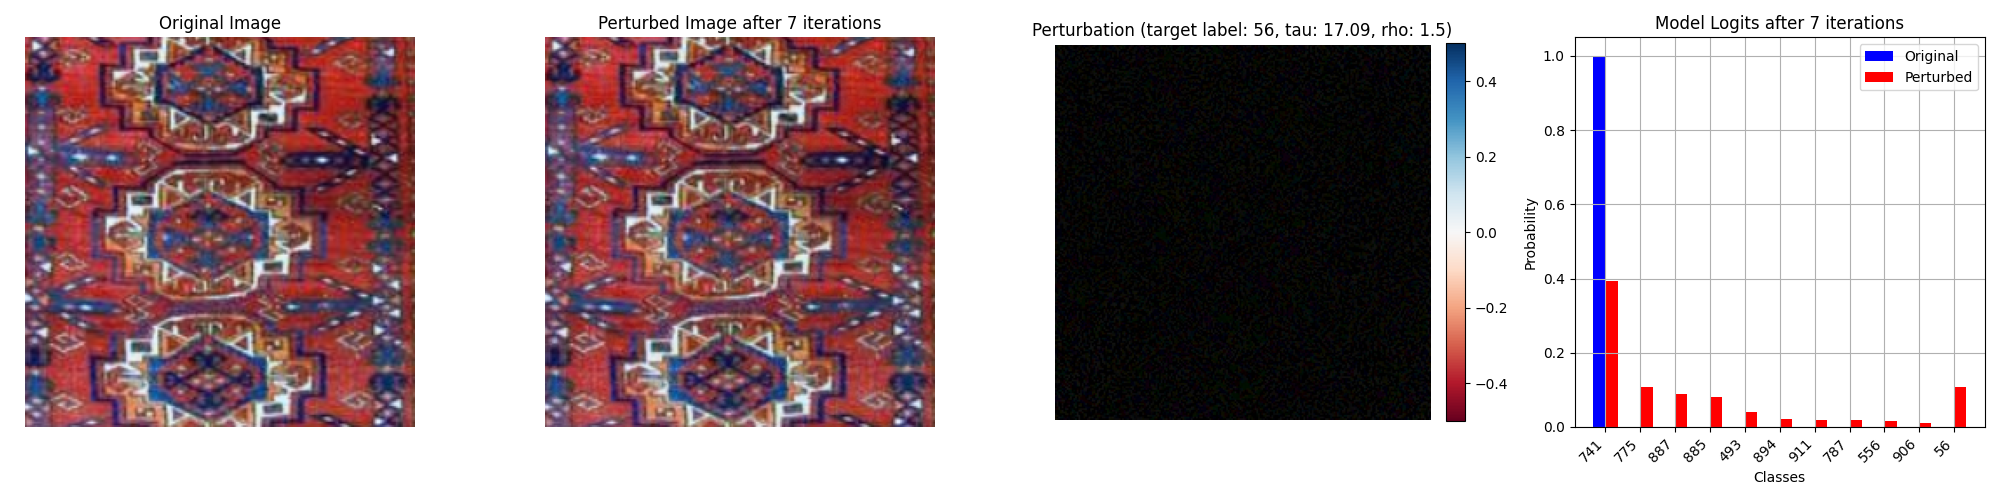 Original Image
Perturbed Image after 7 iterations
Perturbation (target label: 56, tau: 17.09, rho: 1.5)
0.4
0.2
0.0
−0.2
−0.4
Model Logits after 7 iterations
Original
Perturbed
Probability
1.0
0.8
0.6
0.4
0.2
0.0
741
775
887
885
493
894
911
787
556
906
56
Classes